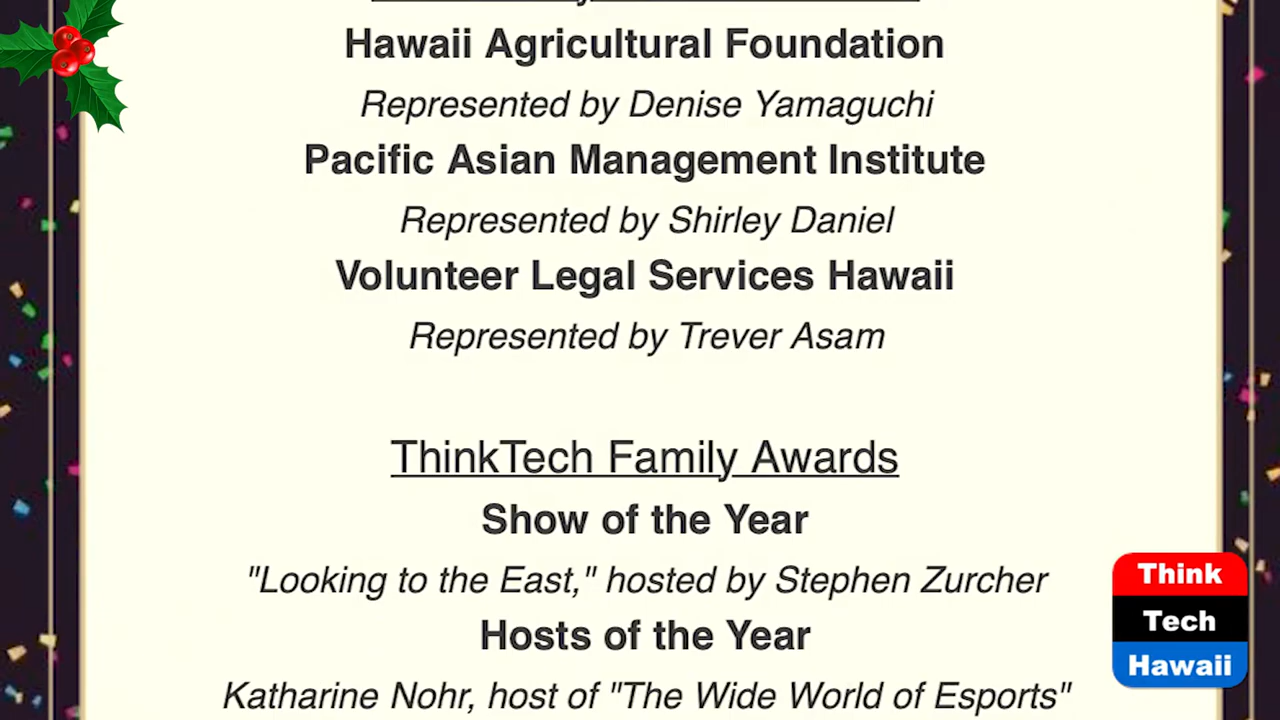 Hawaii Agricultural Foundation
Represented by Denise Yamaguchi
Pacific Asian Management Institute
Represented by Shirley Daniel
Volunteer Legal Services Hawaii
Represented by Trever Asam
ThinkTech Family Awards
Show of the Year
"Looking to the East," hosted by Stephen Zurcher
Hosts of the Year
Katharine Nohr, host of "The Wide World of Esports"
Think
Tech
Hawaii